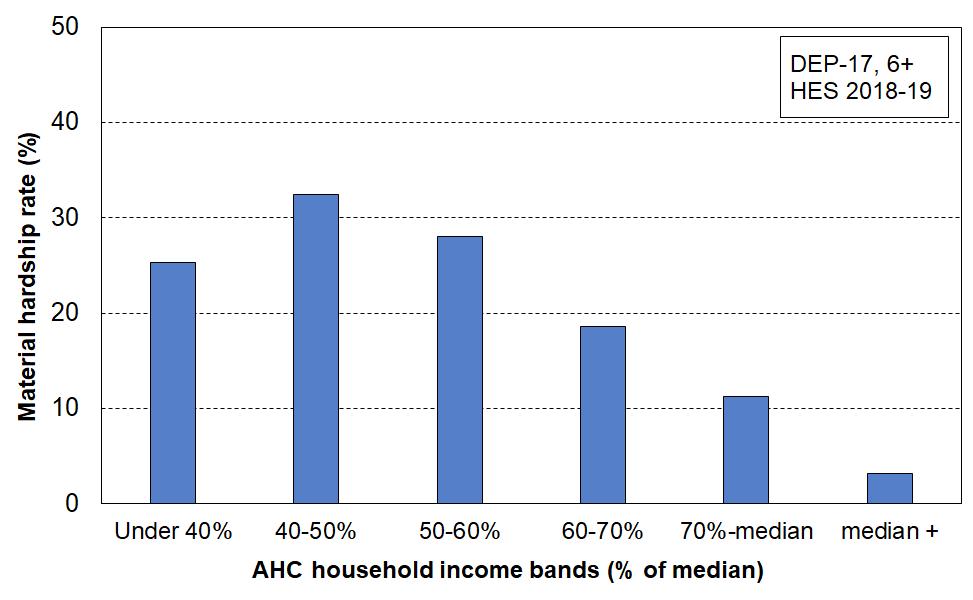 50
DEP-17, 6+
HES 2018-19
40
30
20
10
0
Material hardship rate (%)
Under 40%
40-50%
50-60%
60-70%
70%-median
median +
AHC household income bands (% of median)